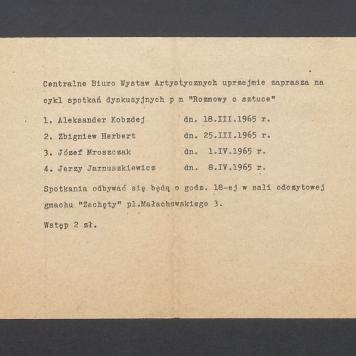 Centralne Biuro Wystaw Artystycznych uprzejmie zaprasza na
cykl spotkań dyskusyjnych p n "Rozmowy o sztuce"
1. Aleksander Kobzdej dn. 18.III.1965 r.
2. Zbigniew Herbert dn. 25.III.1965 r.
3. Józef Mroszczak dn. 1.IV.1965 r.
4. Jerzy Jarnuszkiewicz dn. 8.IV.1965 r.
Spotkania odbywać się będą o godz. 18-ej w sali odczytowej
gmachu "Zachęty" pl.Małachowskiego 3.
Wstęp 2 zł.